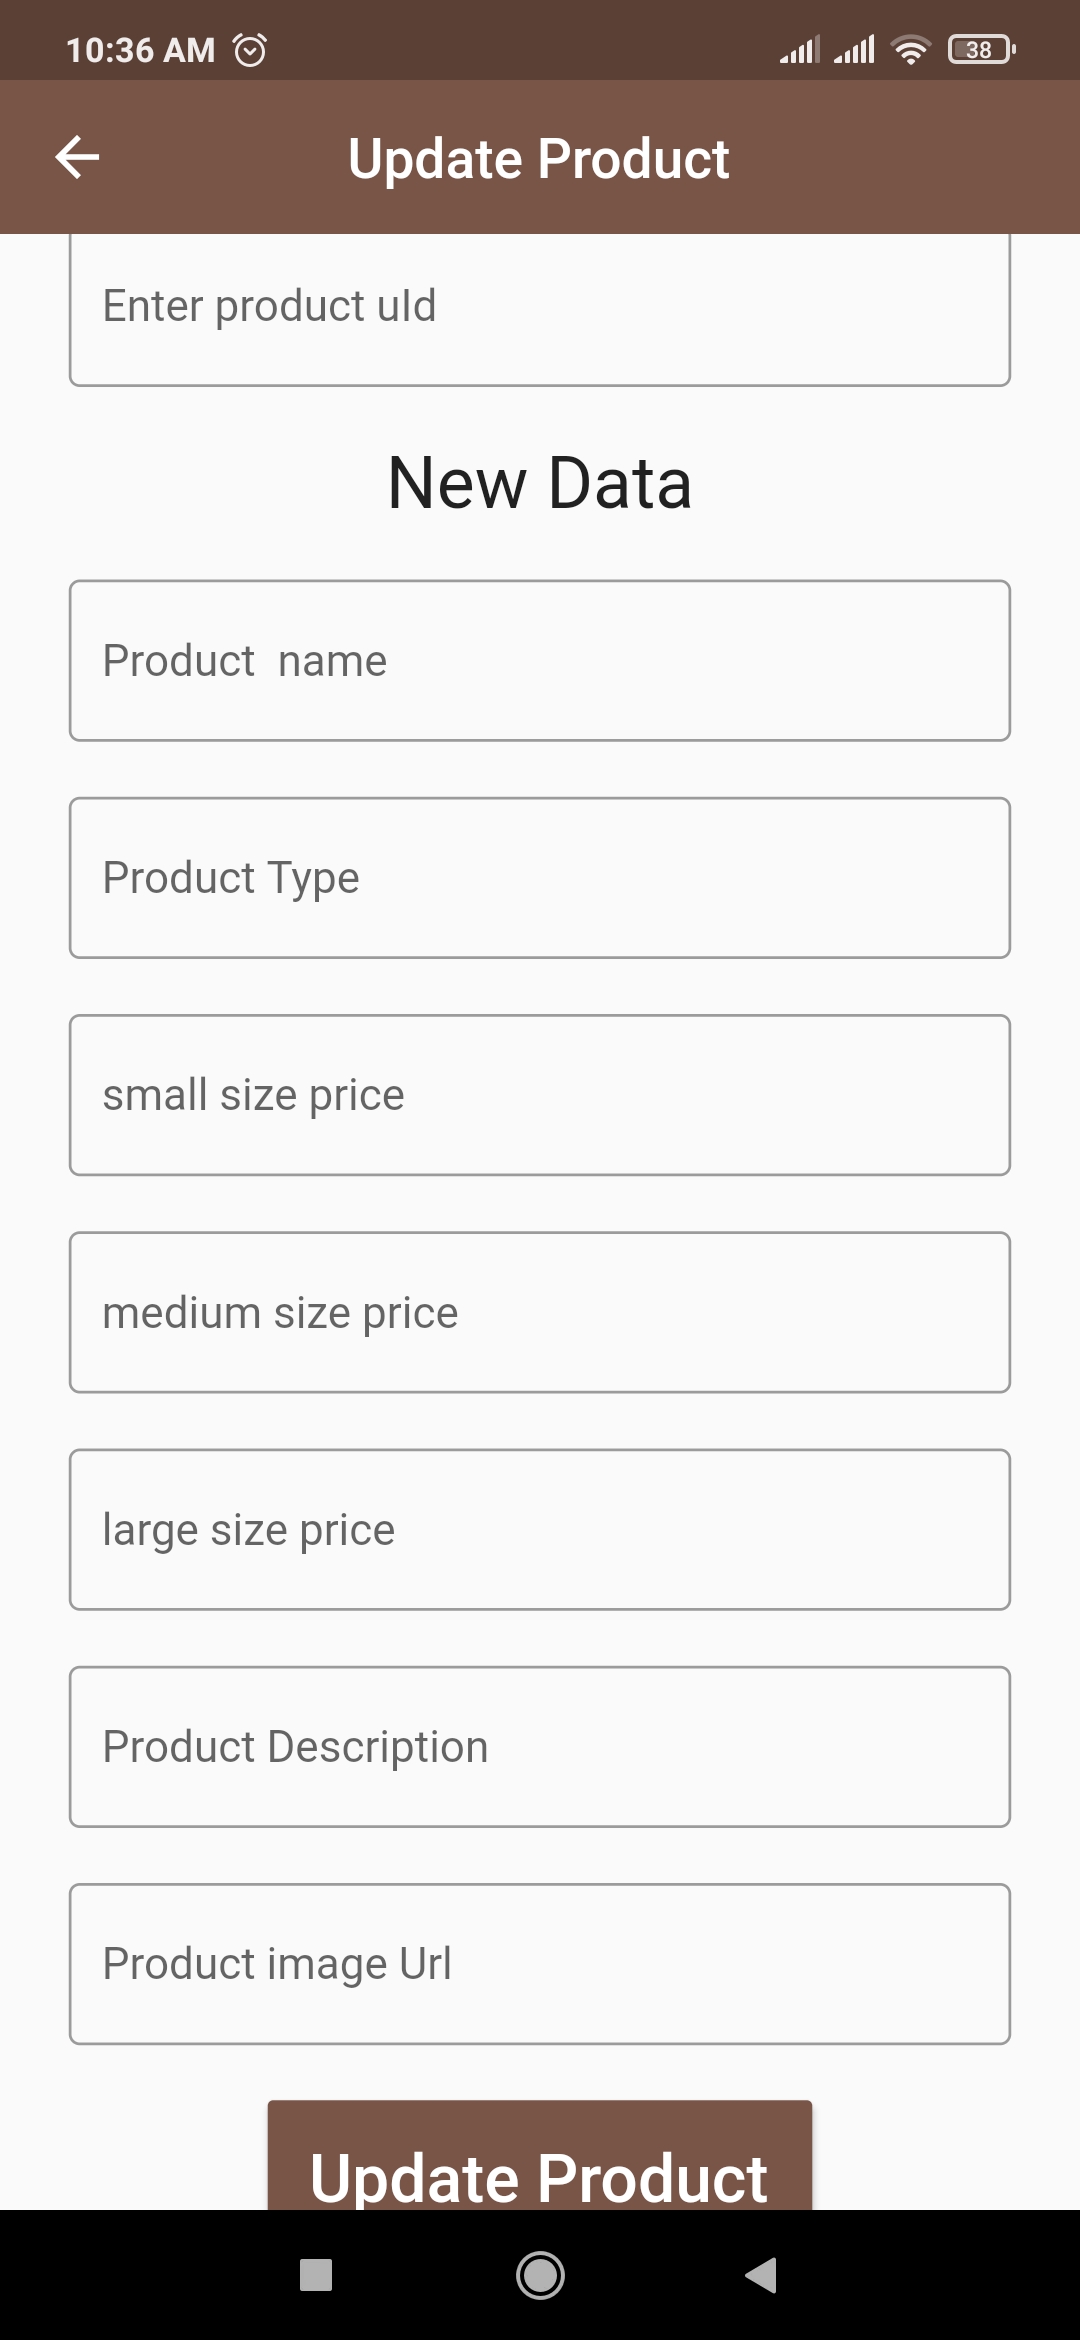 10:36 AM
38
Update Product
Enter product uId
New Data
Product  name
Product Type
small size price
medium size price
large size price
Product Description
Product image Url
Update Product